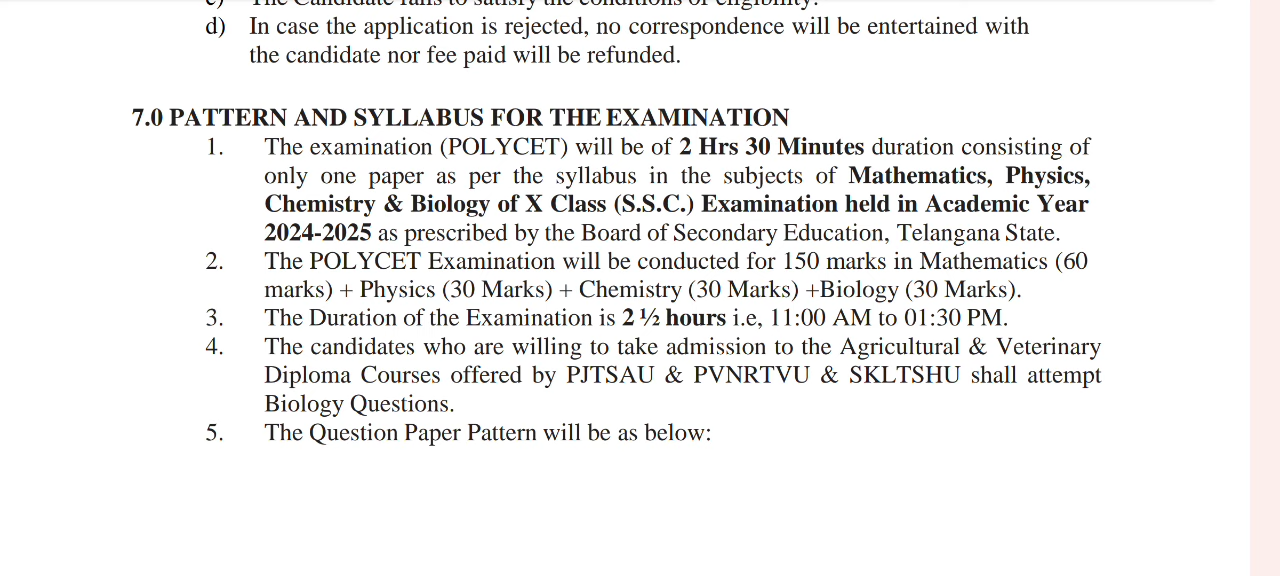 d) In case the application is rejected, no correspondence will be entertained with
the candidate nor fee paid will be refunded.
7.0 PATTERN AND SYLLABUS FOR THE EXAMINATION
1. The examination (POLYCET) will be of 2 Hrs 30 Minutes duration consisting of
only one paper as per the syllabus in the subjects of Mathematics, Physics,
Chemistry & Biology of X Class (S.S.C.) Examination held in Academic Year
2024-2025 as prescribed by the Board of Secondary Education, Telangana State.
2. The POLYCET Examination will be conducted for 150 marks in Mathematics (60
marks) + Physics (30 Marks) + Chemistry (30 Marks) +Biology (30 Marks).
3. The Duration of the Examination is 2 ½ hours i.e, 11:00 AM to 01:30 PM.
4. The candidates who are willing to take admission to the Agricultural & Veterinary
Diploma Courses offered by PJTSAU & PVNRTVU & SKLTSHU shall attempt
Biology Questions.
5. The Question Paper Pattern will be as below: